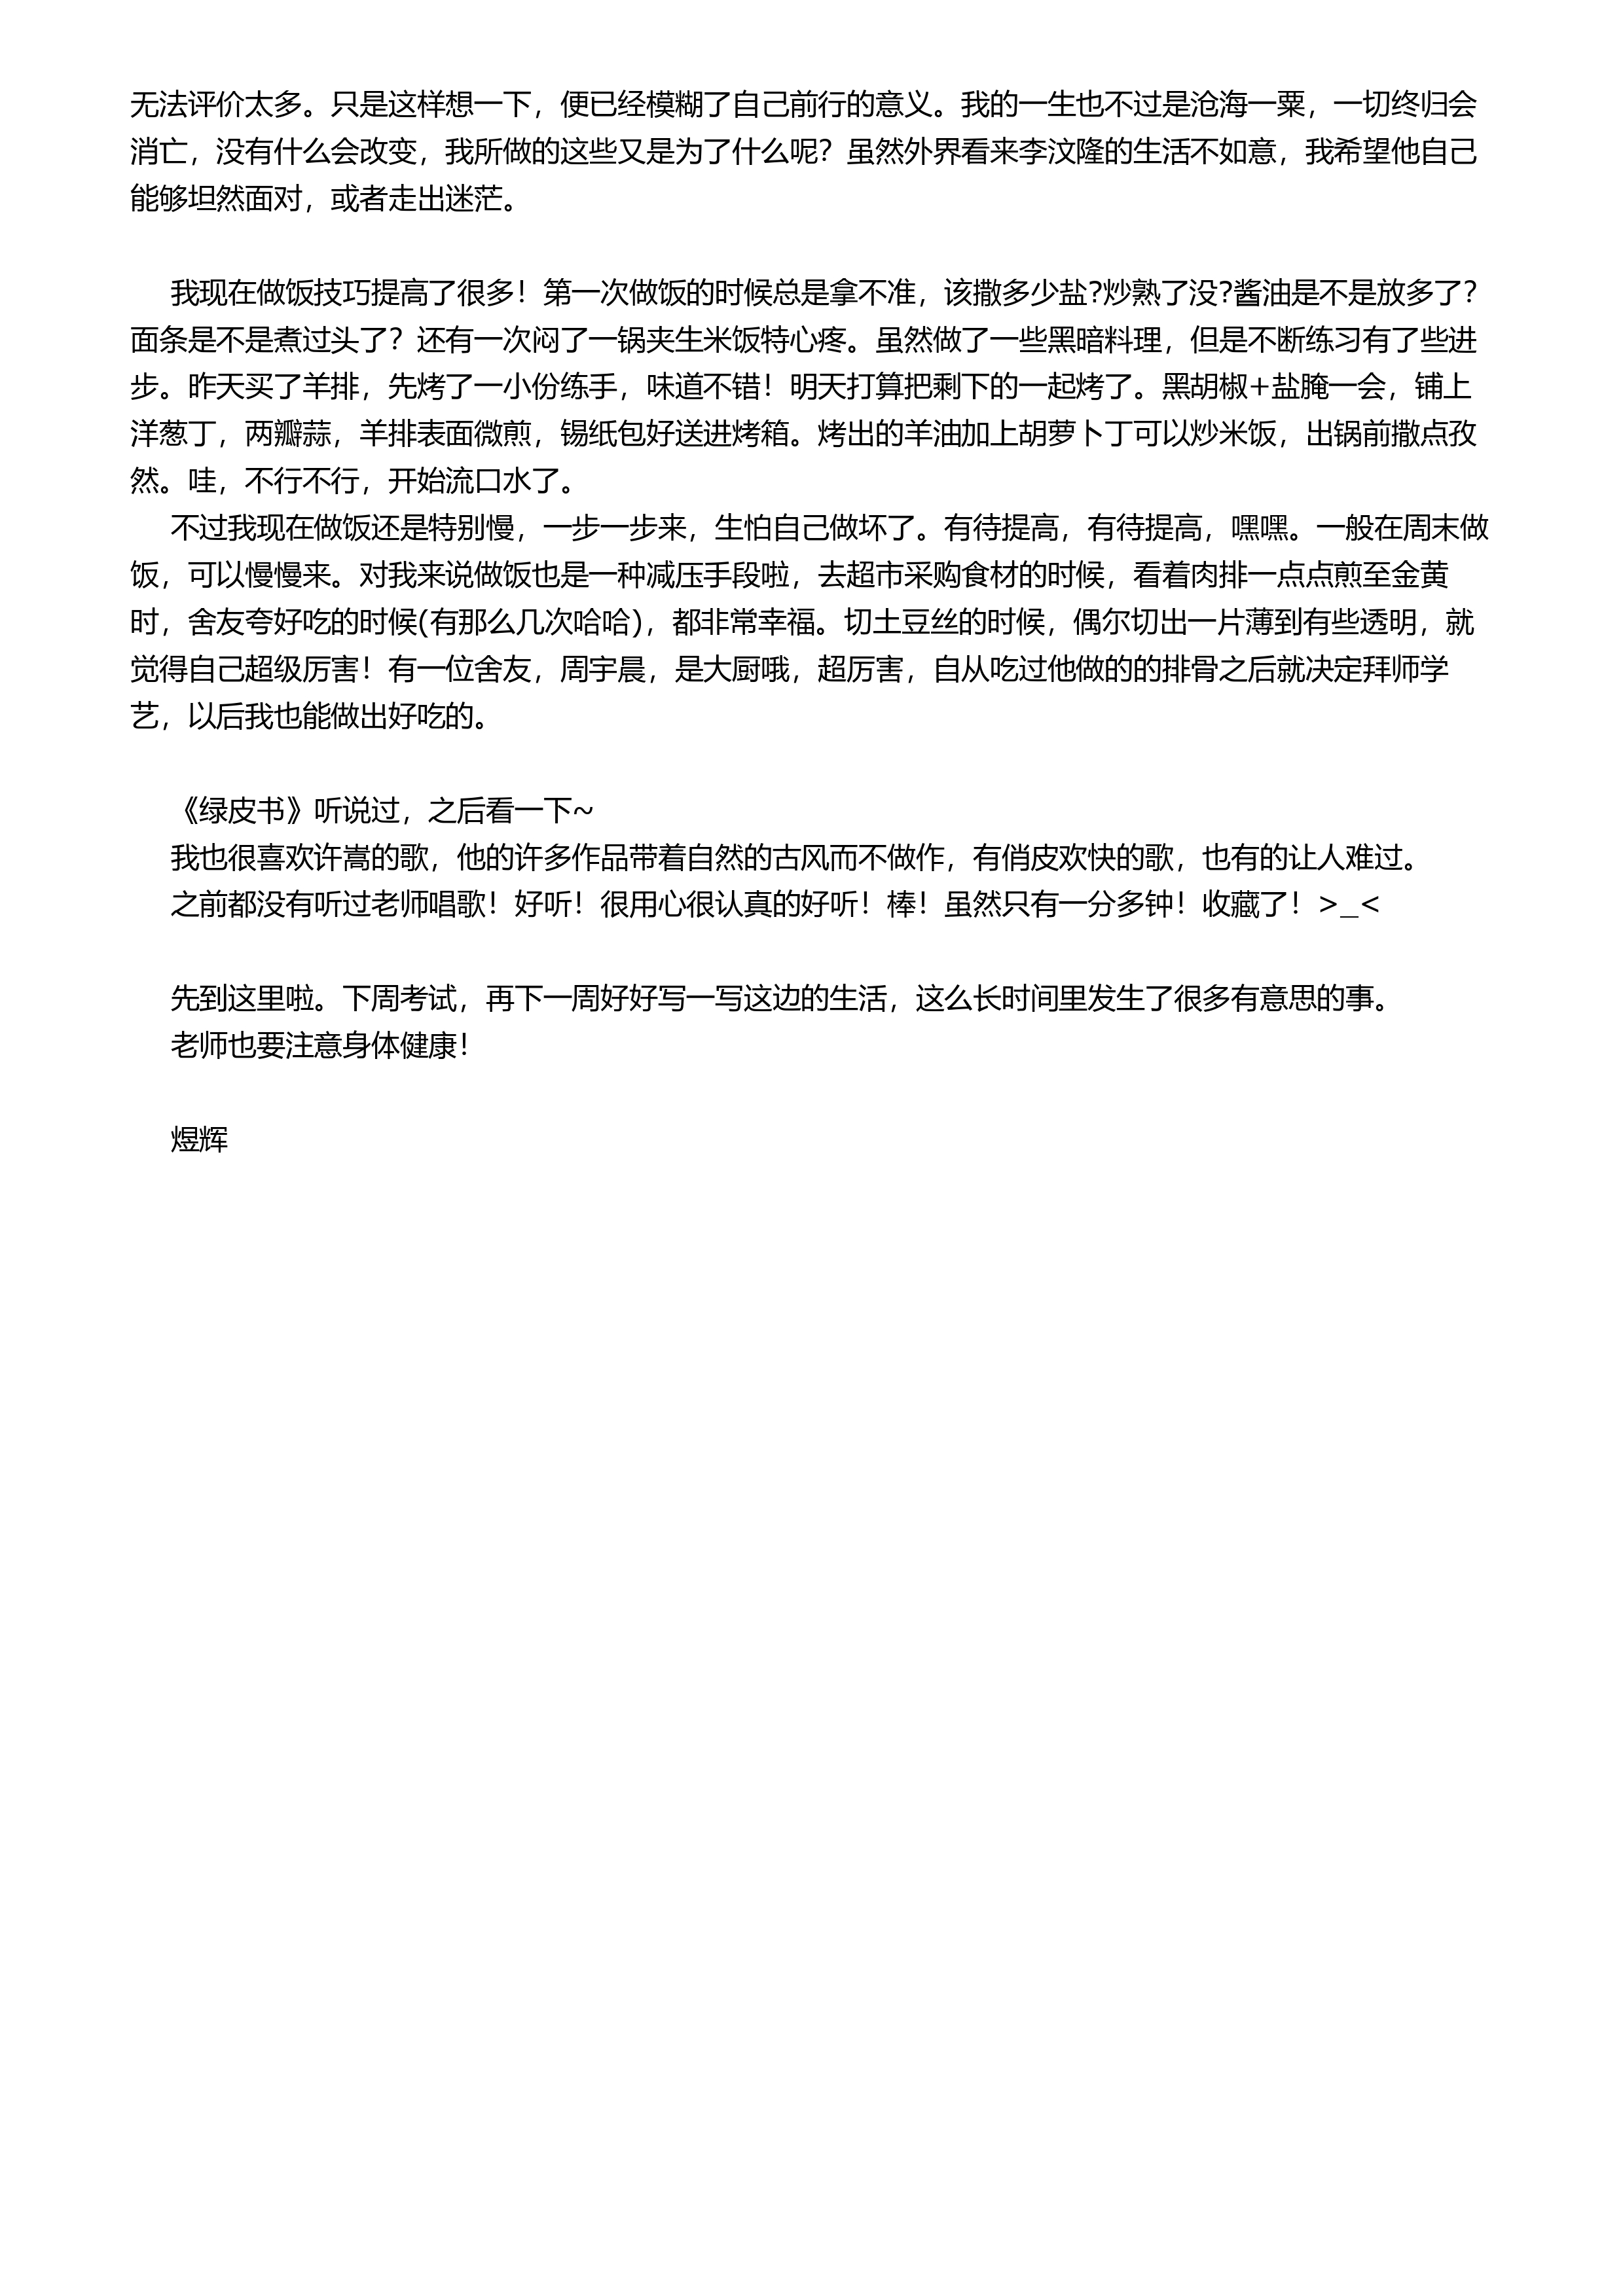 无法评价太多。只是这样想一下，便已经模糊了自己前行的意义。我的一生也不过是沧海一粟，一切终归会
消亡，没有什么会改变，我所做的这些又是为了什么呢？虽然外界看来李汶隆的生活不如意，我希望他自己
能够坦然面对，或者走出迷茫。
我现在做饭技巧提高了很多！第一次做饭的时候总是拿不准，该撒多少盐?炒熟了没?酱油是不是放多了？
面条是不是煮过头了？还有一次闷了一锅夹生米饭特心疼。虽然做了一些黑暗料理，但是不断练习有了些进
步。昨天买了羊排，先烤了一小份练手，味道不错！明天打算把剩下的一起烤了。黑胡椒+盐腌一会，铺上
洋葱丁，两瓣蒜，羊排表面微煎，锡纸包好送进烤箱。烤出的羊油加上胡萝卜丁可以炒米饭，出锅前撒点孜
然。哇，不行不行，开始流口水了。
不过我现在做饭还是特别慢，一步一步来，生怕自己做坏了。有待提高，有待提高，嘿嘿。一般在周末做
饭，可以慢慢来。对我来说做饭也是一种减压手段啦，去超市采购食材的时候，看着肉排一点点煎至金黄
时，舍友夸好吃的时候(有那么几次哈哈)，都非常幸福。切土豆丝的时候，偶尔切出一片薄到有些透明，就
觉得自己超级厉害！有一位舍友，周宇晨，是大厨哦，超厉害，自从吃过他做的的排骨之后就决定拜师学
艺，以后我也能做出好吃的。
《绿皮书》听说过，之后看一下~
我也很喜欢许嵩的歌，他的许多作品带着自然的古风而不做作，有俏皮欢快的歌，也有的让人难过。
之前都没有听过老师唱歌！好听！很用心很认真的好听！棒！虽然只有一分多钟！收藏了！>_<
先到这里啦。下周考试，再下一周好好写一写这边的生活，这么长时间里发生了很多有意思的事。
老师也要注意身体健康！
煜辉